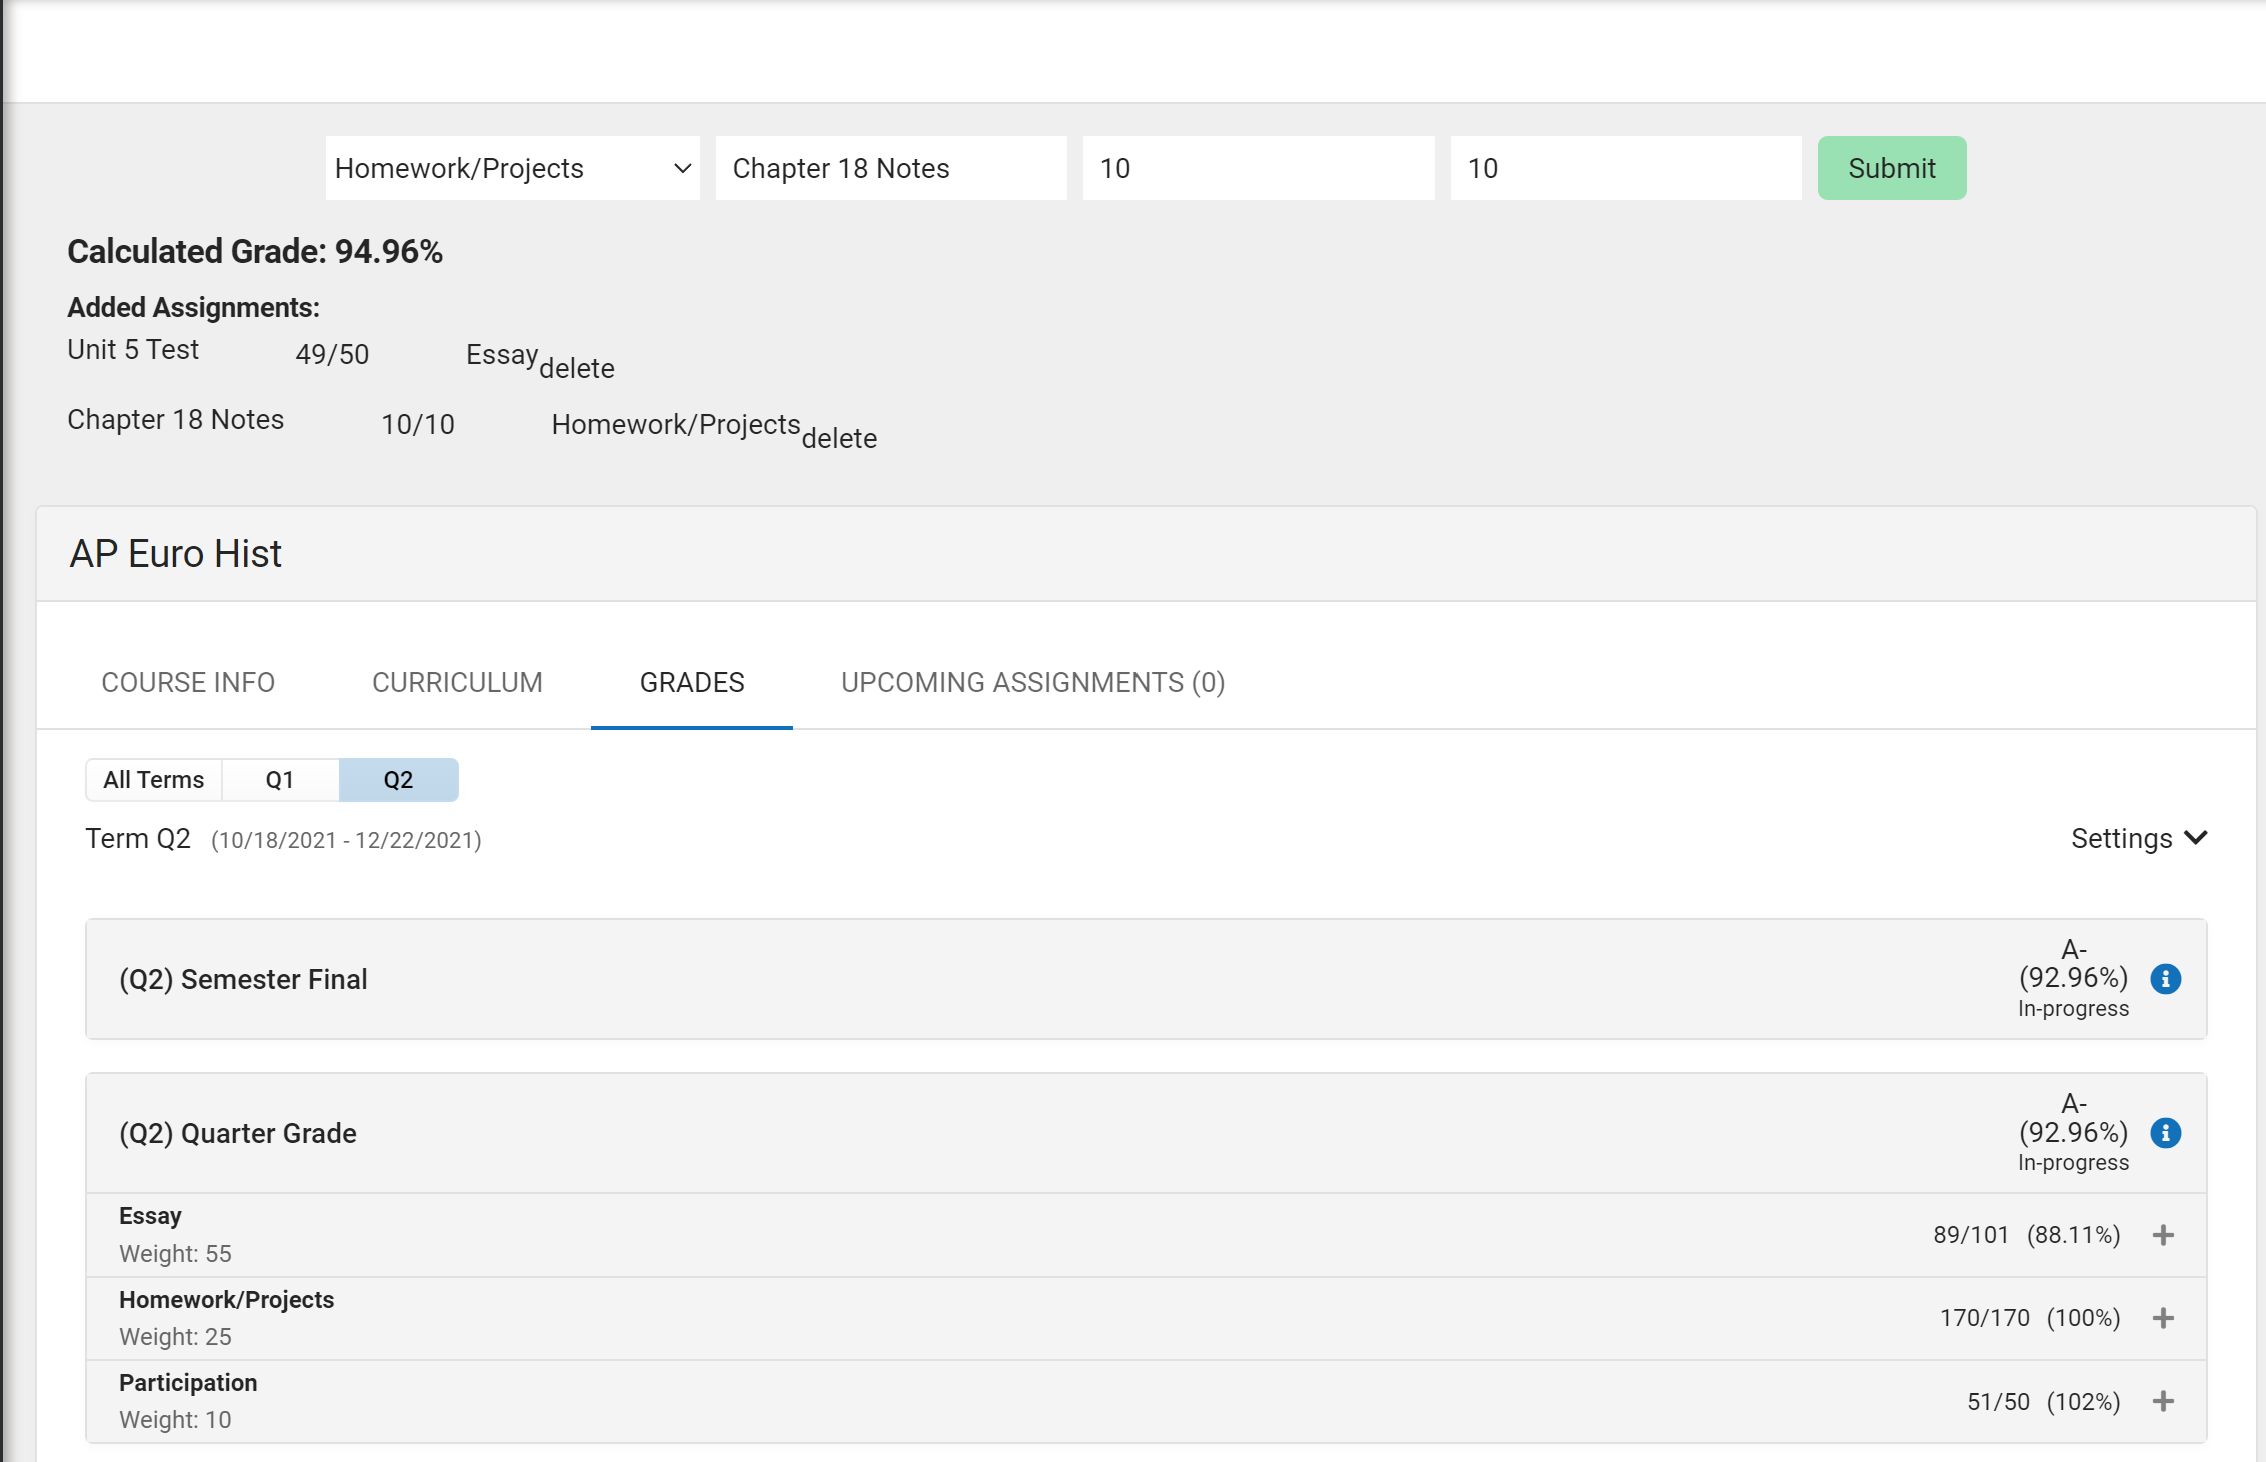 Homework/Projects Chapter 18 Notes 10 10 Submit
Calculated Grade: 94.96%
Added Assignments:
Unit 5 Test 49/50 Essay delete
Chapter 18 Notes 10/10 Homework/Projects delete
AP Euro Hist
COURSE INFO CURRICULUM GRADES UPCOMING ASSIGNMENTS (0)
All Terms Q1 Q2
Term Q2 (10/18/2021 - 12/22/2021) Settings
(Q2) Semester Final
A-
(92.96%)
In-progress
(Q2) Quarter Grade
A-
(92.96%)
In-progress
Essay
Weight: 55
89/101 (88.11%)
Homework/Projects
Weight: 25
170/170 (100%)
Participation
Weight: 10
51/50 (102%)